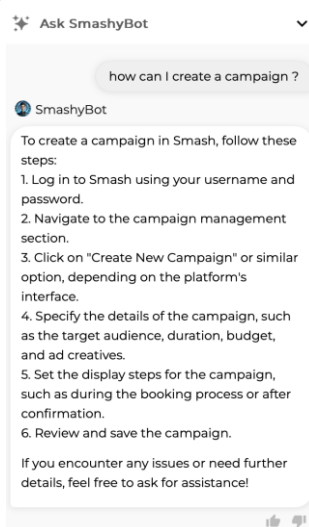 Ask SmashyBot
how can I create a campaign ?
SmashyBot
To create a campaign in Smash, follow these
steps:
1. Log in to Smash using your username and
password.
2. Navigate to the campaign management
section.
3. Click on "Create New Campaign" or similar
option, depending on the platform's
interface.
4. Specify the details of the campaign, such
as the target audience, duration, budget,
and ad creatives.
5. Set the display steps for the campaign,
such as during the booking process or after
confirmation.
6. Review and save the campaign.
If you encounter any issues or need further
details, feel free to ask for assistance!